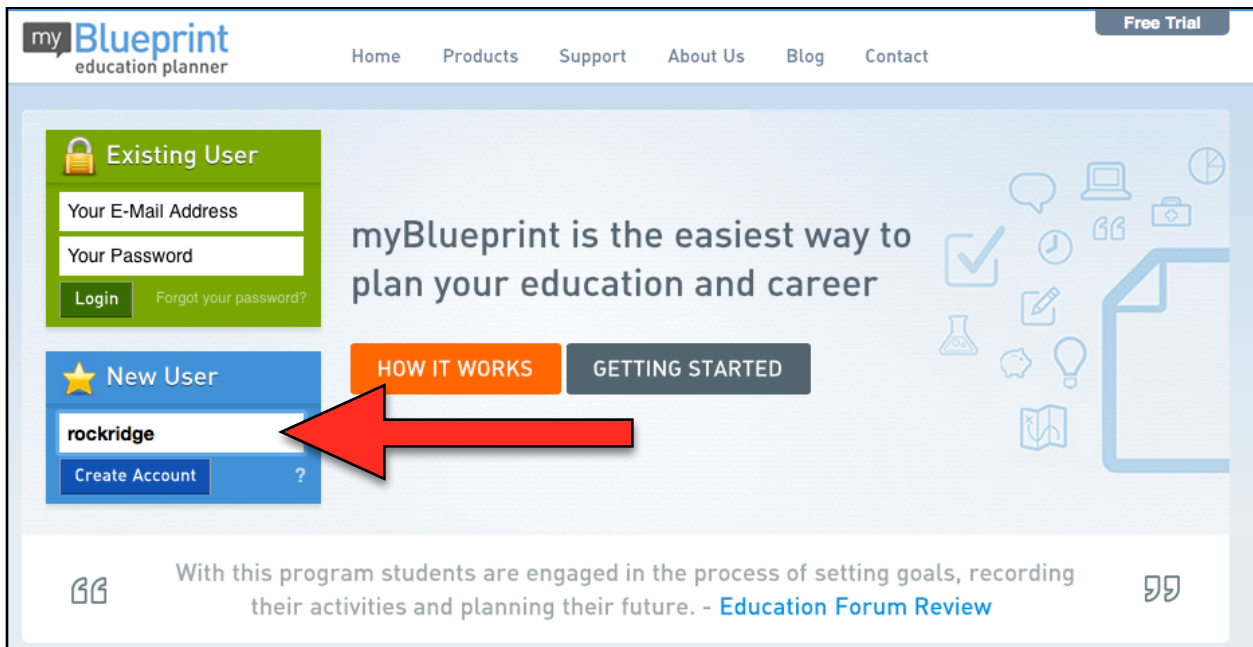 my Blueprint
education planner
Home Products Support About Us Blog Contact
Free Trial
Existing User
Your E-Mail Address
Your Password
Login Forgot your password?
New User
rockridge
Create Account ?
myBlueprint is the easiest way to
plan your education and career
HOW IT WORKS GETTING STARTED
“ With this program students are engaged in the process of setting goals, recording ”
their activities and planning their future. - Education Forum Review